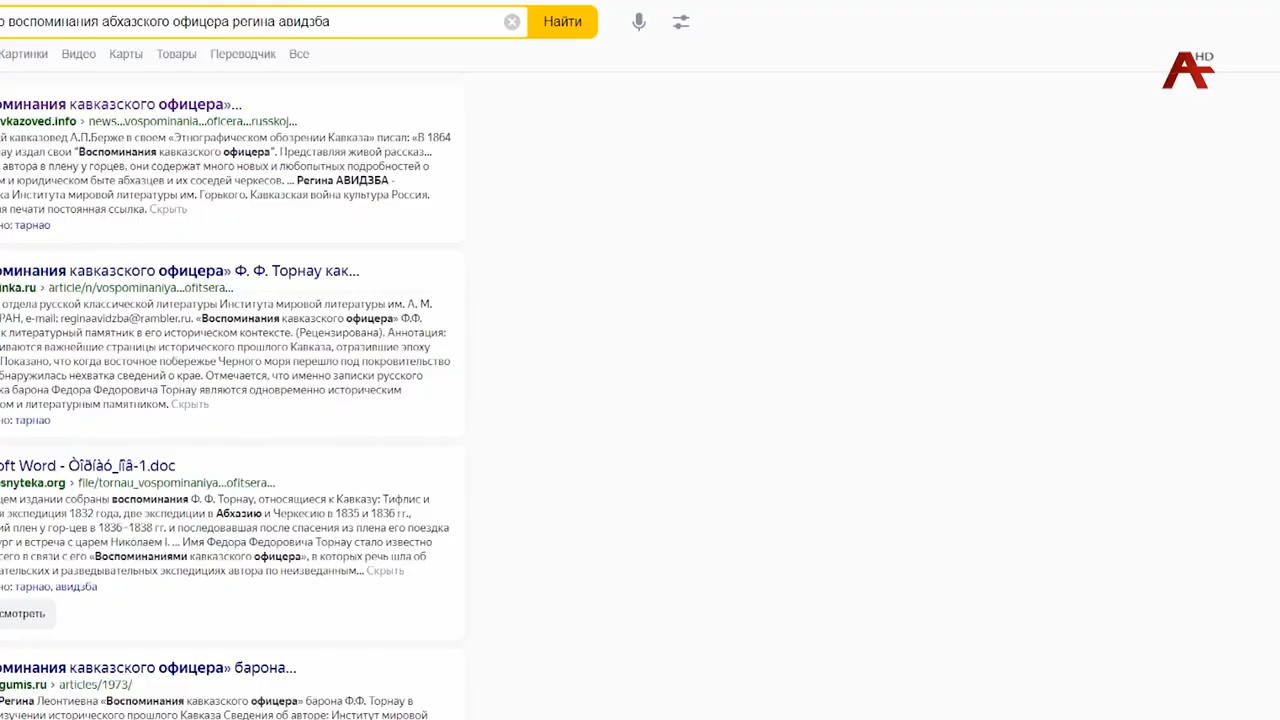 о воспоминания абхазского офицера регина авидзба
Найти
Картинки Видео Карты Товары Переводчик Все
HD
оминания кавказского офицера»...
vkazoved.info › news...vospominania...oficera...russkoj...
й кавказовед А.П.Берже в своем «Этнографическом обозрении Кавказа» писал: «В 1864
ау издал свои "Воспоминания кавказского офицера". Представляя живой рассказ...
автора в плену у горцев, они содержат много новых и любопытных подробностей о
м и юридическом быте абхазцев и их соседей черкесов. ... Регина АВИДЗБА -
ка Института мировой литературы им. Горького. Кавказская война культура Россия.
я печати постоянная ссылка. Скрыть
но: тарнао
оминания кавказского офицера» Ф. Ф. Торнау как...
inka.ru › article/n/vospominaniya...ofitsera...
отдела русской классической литературы Института мировой литературы им. А. М.
РАН, e-mail: reginaavidzba@rambler.ru. «Воспоминания кавказского офицера» Ф.Ф.
к литературный памятник в его историческом контексте. (Рецензирована). Аннотация:
иваются важнейшие страницы исторического прошлого Кавказа, отразившие эпоху
Показано, что когда восточное побережье Черного моря перешло под покровительство
бнаружилась нехватка сведений о крае. Отмечается, что именно записки русского
ка барона Федора Федоровича Торнау являются одновременно историческим
ом и литературным памятником. Скрыть
но: тарнао
oft Word - Òîðíàó_ïîâ-1.doc
snyteka.org › file/tornau_vospominaniya...ofitsera...
щем издании собраны воспоминания Ф. Ф. Торнау, относящиеся к Кавказу: Тифлис и
я экспедиция 1832 года, две экспедиции в Абхазию и Черкесию в 1835 и 1836 гг.,
ий плен у гор-цев в 1836–1838 гг. и последовавшая после спасения из плена его поездка
ург и встреча с царем Николаем I. ... Имя Федора Федоровича Торнау стало известно
сего в связи с его «Воспоминаниями кавказского офицера», в которых речь шла об
ательских и разведывательных экспедициях автора по неизведанным... Скрыть
но: тарнао, авидзба
смотреть
оминания кавказского офицера» барона...
gumis.ru › articles/1973/
Регина Леонтиевна «Воспоминания кавказского офицера» барона Ф.Ф. Торнау в
изучении исторического прошлого Кавказа Сведения об авторе: Институт мировой